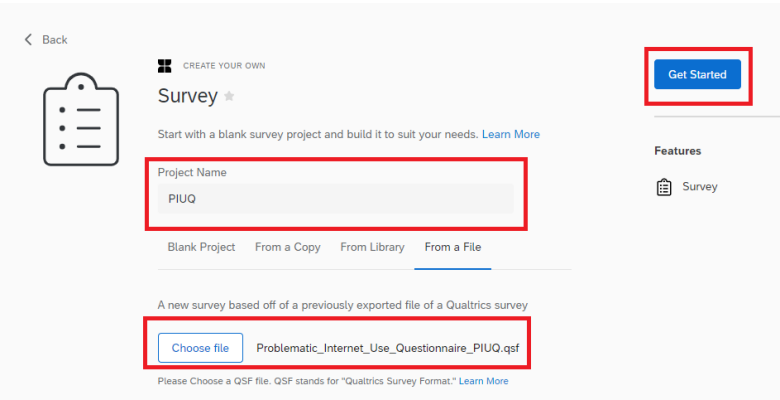 Back
CREATE YOUR OWN
Survey
Start with a blank survey project and build it to suit your needs. Learn More
Project Name
PIUQ
Blank Project From a Copy From Library From a File
A new survey based off of a previously exported file of a Qualtrics survey
Choose file Problematic_Internet_Use_Questionnaire_PIUQ.qsf
Please Choose a QSF file. QSF stands for "Qualtrics Survey Format." Learn More
Get Started
Features
Survey